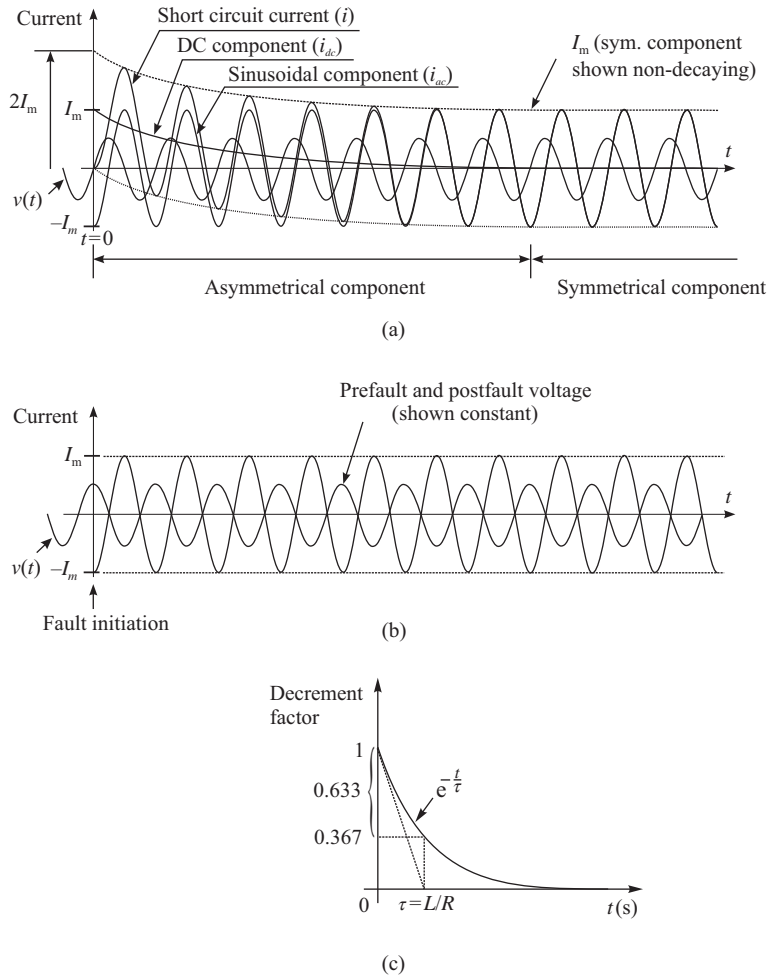 Current
Short circuit current (i)
DC component (i_dc)
Sinusoidal component (i_ac)
I_m (sym. component
shown non-decaying)
2I_m
I_m
t
v(t)
–I_m
t=0
Asymmetrical component
Symmetrical component
(a)
Prefault and postfault voltage
(shown constant)
Current
I_m
t
v(t)
–I_m
Fault initiation
(b)
Decrement
factor
1
0.633
e^–t/τ
0.367
0
τ=L/R
t(s)
(c)